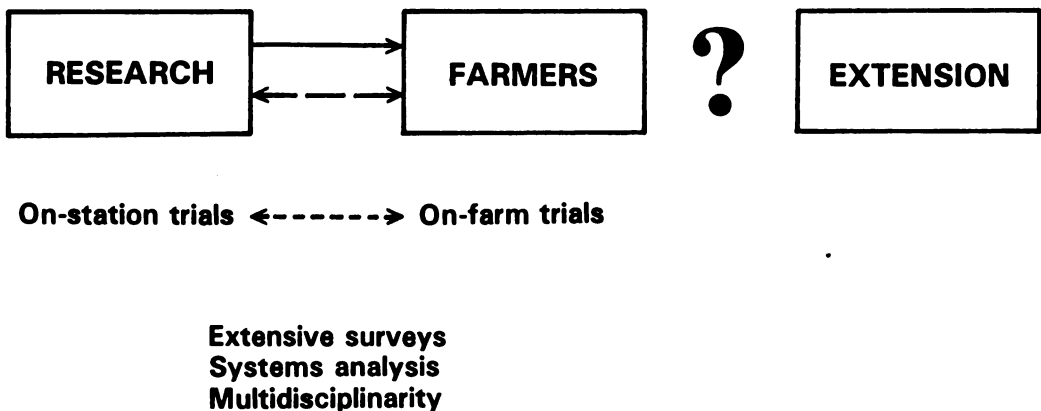 RESEARCH FARMERS ? EXTENSION
On-station trials <------> On-farm trials
Extensive surveys
Systems analysis
Multidisciplinarity